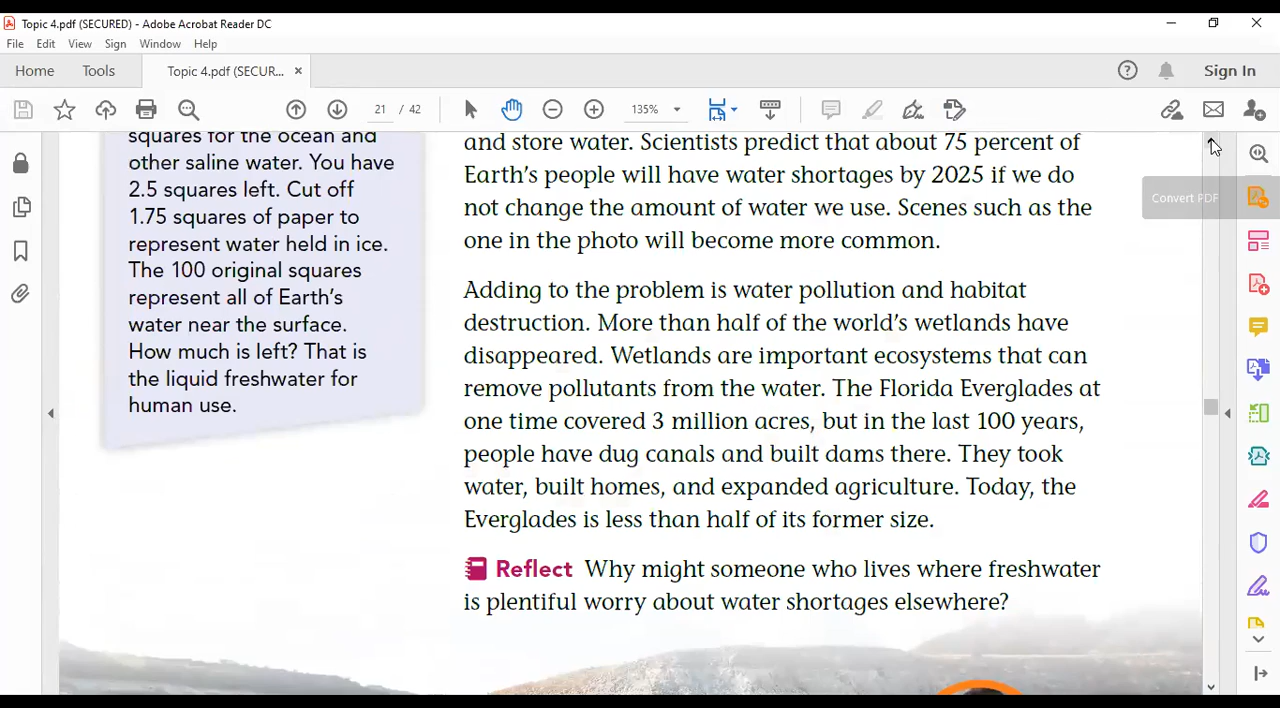 Topic 4.pdf (SECURED) - Adobe Acrobat Reader DC
File Edit View Sign Window Help
Home Tools Topic 4.pdf (SECUR... × Sign In
21 / 42 135%
squares for the ocean and
other saline water. You have
2.5 squares left. Cut off
1.75 squares of paper to
represent water held in ice.
The 100 original squares
represent all of Earth's
water near the surface.
How much is left? That is
the liquid freshwater for
human use.
and store water. Scientists predict that about 75 percent of
Earth's people will have water shortages by 2025 if we do
not change the amount of water we use. Scenes such as the
one in the photo will become more common.
Adding to the problem is water pollution and habitat
destruction. More than half of the world's wetlands have
disappeared. Wetlands are important ecosystems that can
remove pollutants from the water. The Florida Everglades at
one time covered 3 million acres, but in the last 100 years,
people have dug canals and built dams there. They took
water, built homes, and expanded agriculture. Today, the
Everglades is less than half of its former size.
Reflect Why might someone who lives where freshwater
is plentiful worry about water shortages elsewhere?
Convert PDF